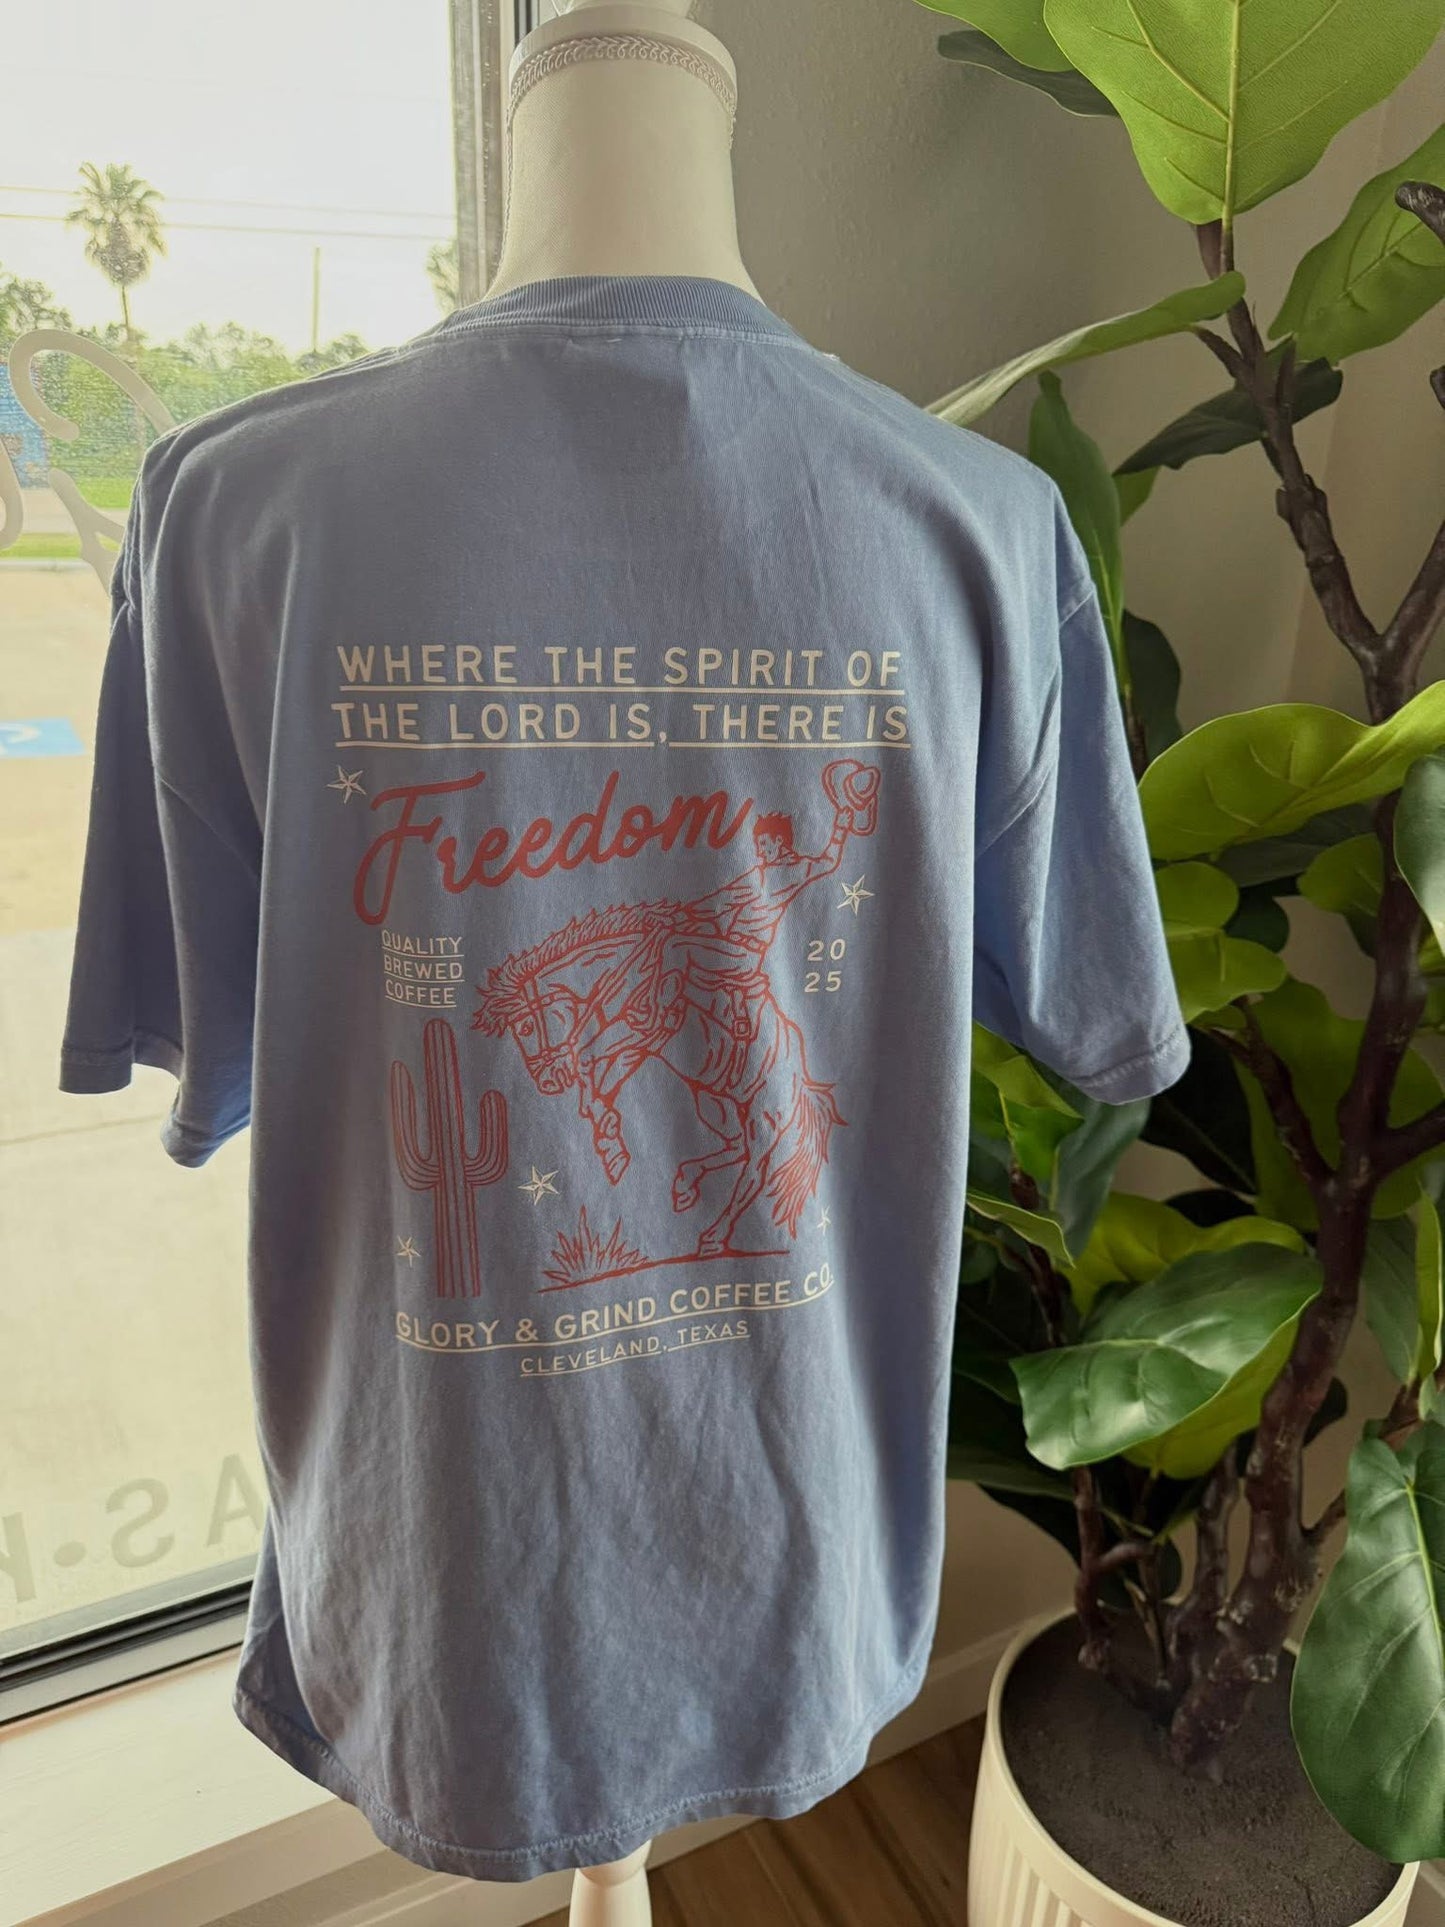 WHERE THE SPIRIT OF
THE LORD IS, THERE IS
Freedom
QUALITY
BREWED
COFFEE
20
25
GLORY & GRIND COFFEE CO.
CLEVELAND, TEXAS